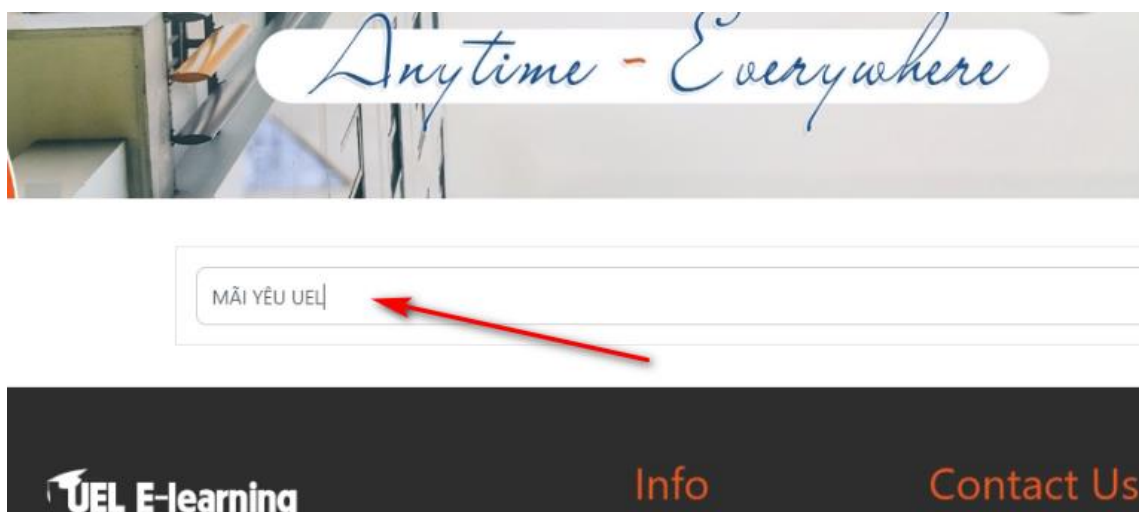 Anytime - Everywhere
MÃI YÊU UEL
UEL E-learning
Info
Contact Us